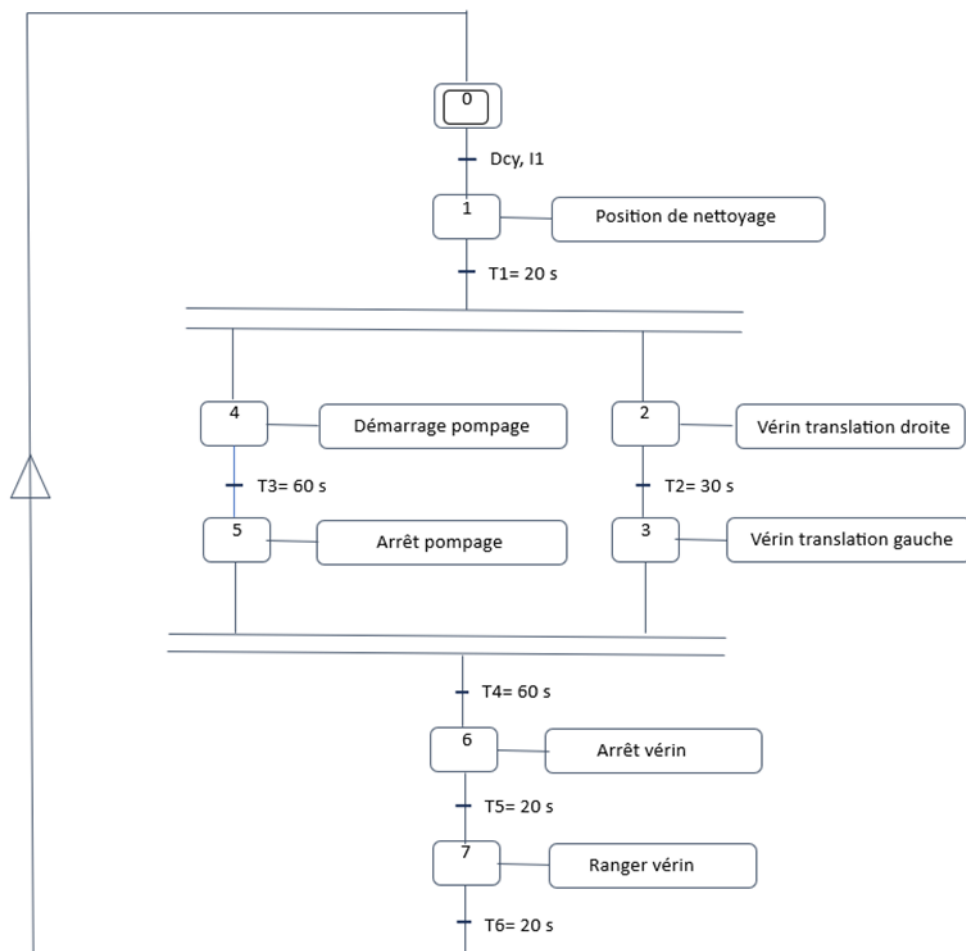 0
Dcy, I1
1
Position de nettoyage
T1= 20 s
4
Démarrage pompage
2
Vérin translation droite
T3= 60 s
T2= 30 s
5
Arrêt pompage
3
Vérin translation gauche
T4= 60 s
6
Arrêt vérin
T5= 20 s
7
Ranger vérin
T6= 20 s